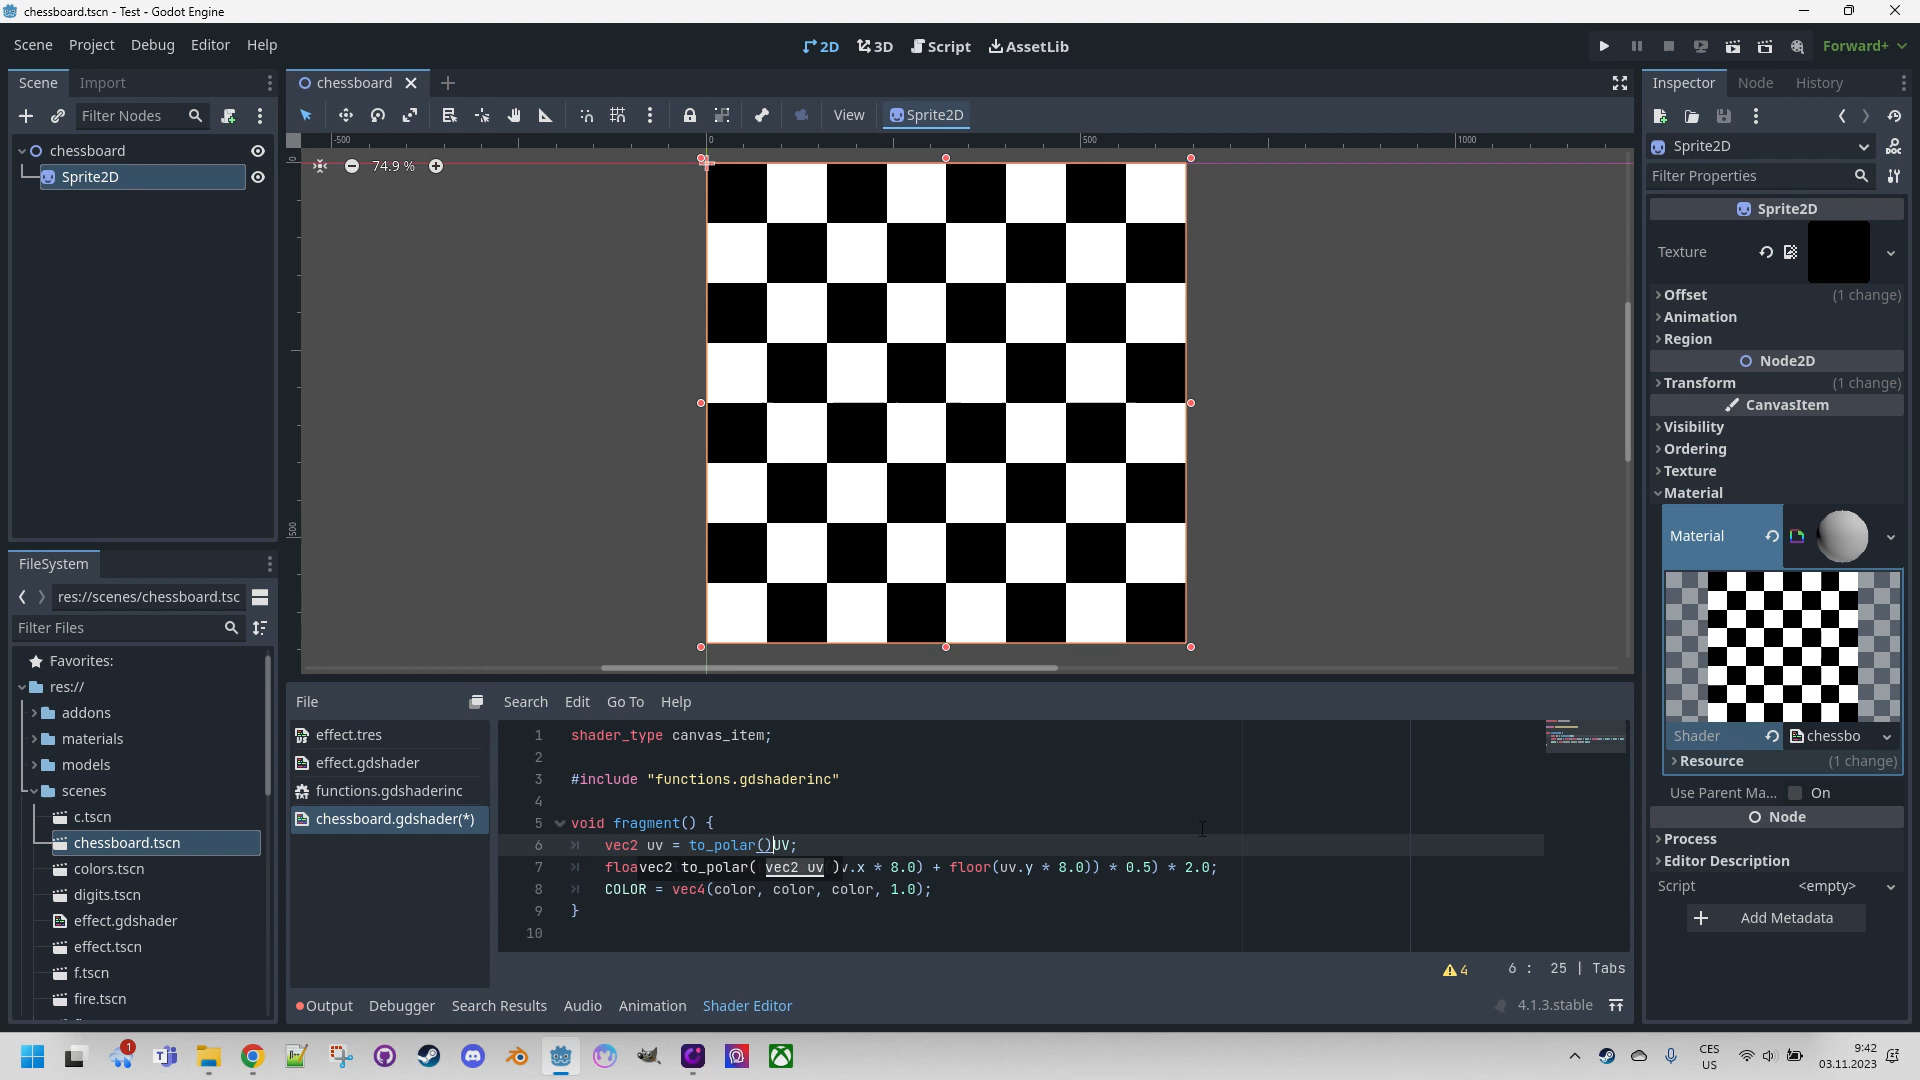 chessboard.tscn - Test - Godot Engine
Scene Project Debug Editor Help
2D 3D Script AssetLib
Forward+
Scene Import
chessboard
Inspector Node History
Filter Nodes
View Sprite2D
chessboard
Sprite2D
-500 0 500 1000
0
500
74.9 %
Sprite2D
Filter Properties
Sprite2D
Texture
Offset (1 change)
Animation
Region
Node2D
Transform (1 change)
CanvasItem
Visibility
Ordering
Texture
Material
Material
Shader chessbo
Resource (1 change)
Use Parent Ma... On
Node
Process
Editor Description
Script <empty>
Add Metadata
FileSystem
res://scenes/chessboard.tsc
Filter Files
Favorites:
res://
addons
materials
models
scenes
c.tscn
chessboard.tscn
colors.tscn
digits.tscn
effect.gdshader
effect.tscn
f.tscn
fire.tscn
File Search Edit Go To Help
effect.tres
effect.gdshader
functions.gdshaderinc
chessboard.gdshader(*)
1 shader_type canvas_item;
2
3 #include "functions.gdshaderinc"
4
5 void fragment() {
6 vec2 uv = to_polar()UV;
7 floavec2 to_polar( vec2 uv )v.x * 8.0) + floor(uv.y * 8.0)) * 0.5) * 2.0;
8 COLOR = vec4(color, color, color, 1.0);
9 }
10
4 6 : 25 | Tabs
Output Debugger Search Results Audio Animation Shader Editor
4.1.3.stable
1
CES
US
9:42
03.11.2023